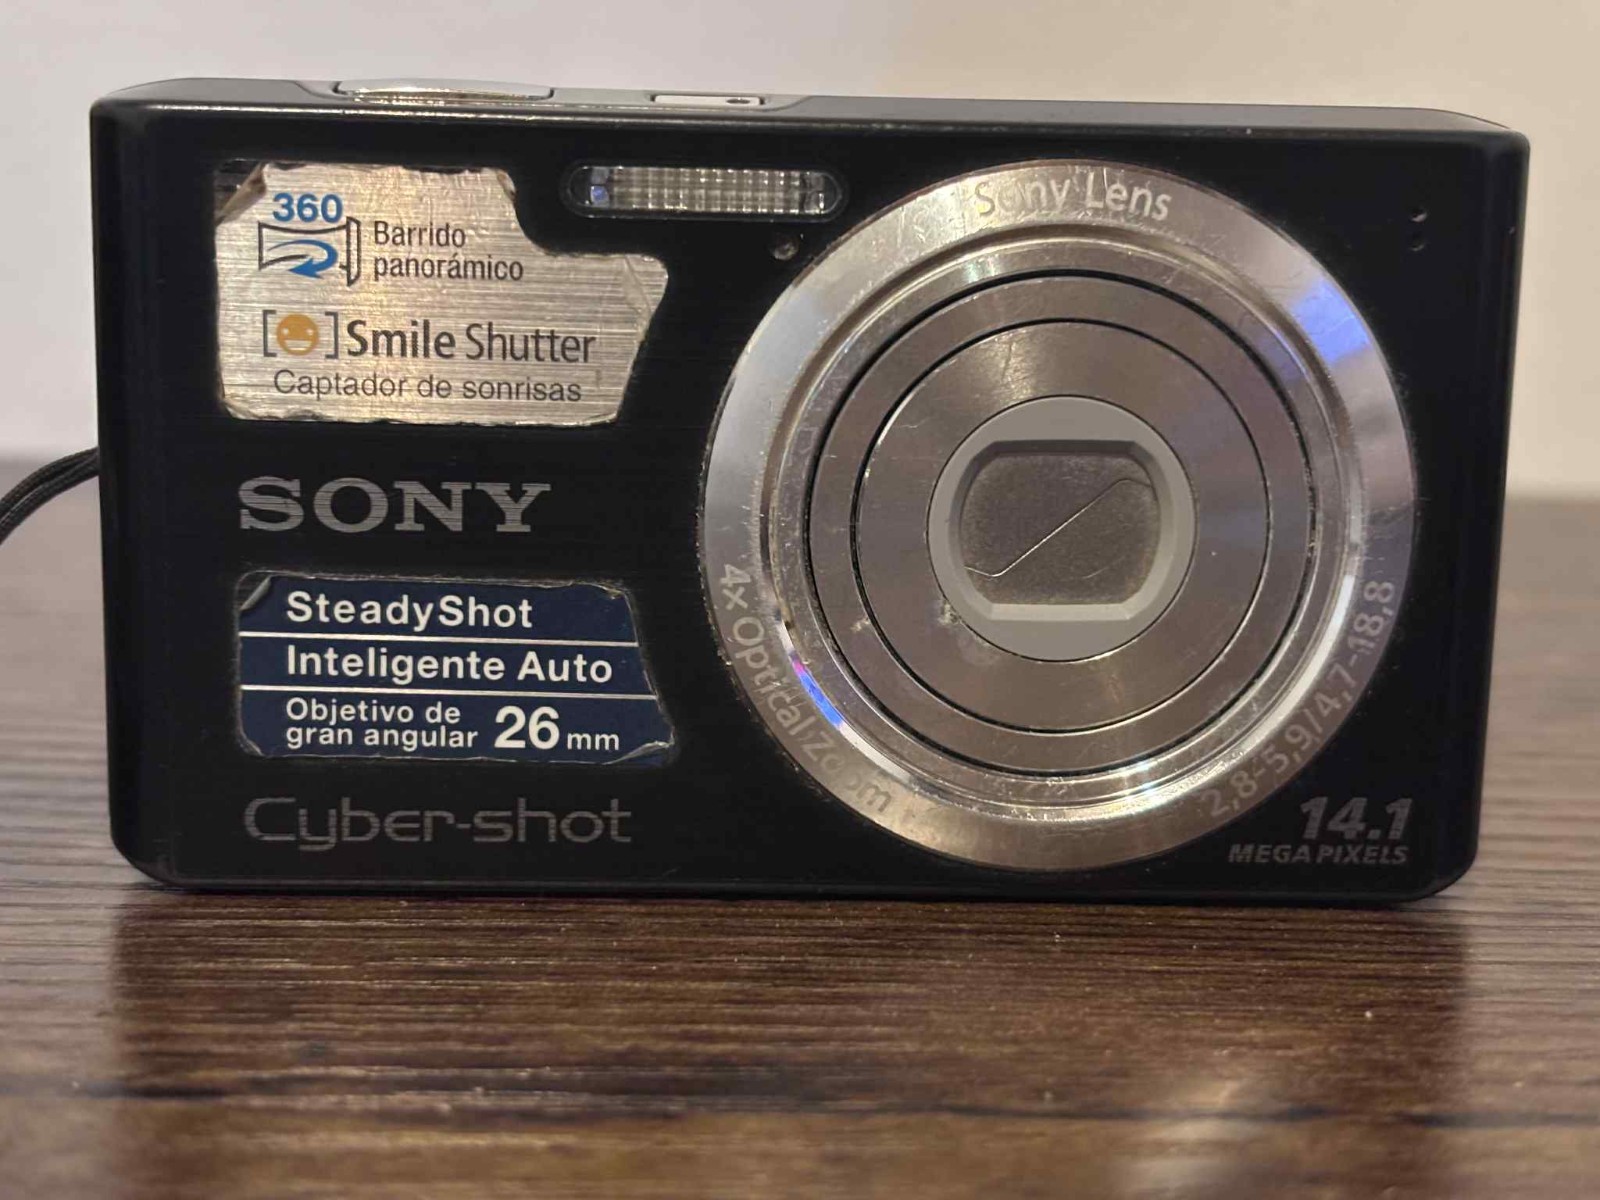 Sony Lens
360
Barrido
panorámico
[ ] Smile Shutter
Captador de sonrisas
SONY
SteadyShot
Inteligente Auto
Objetivo de
gran angular 26 mm
Cyber-shot
4x Optical Zoom
2,8-5,9/4,7-18,8
14.1
MEGA PIXELS